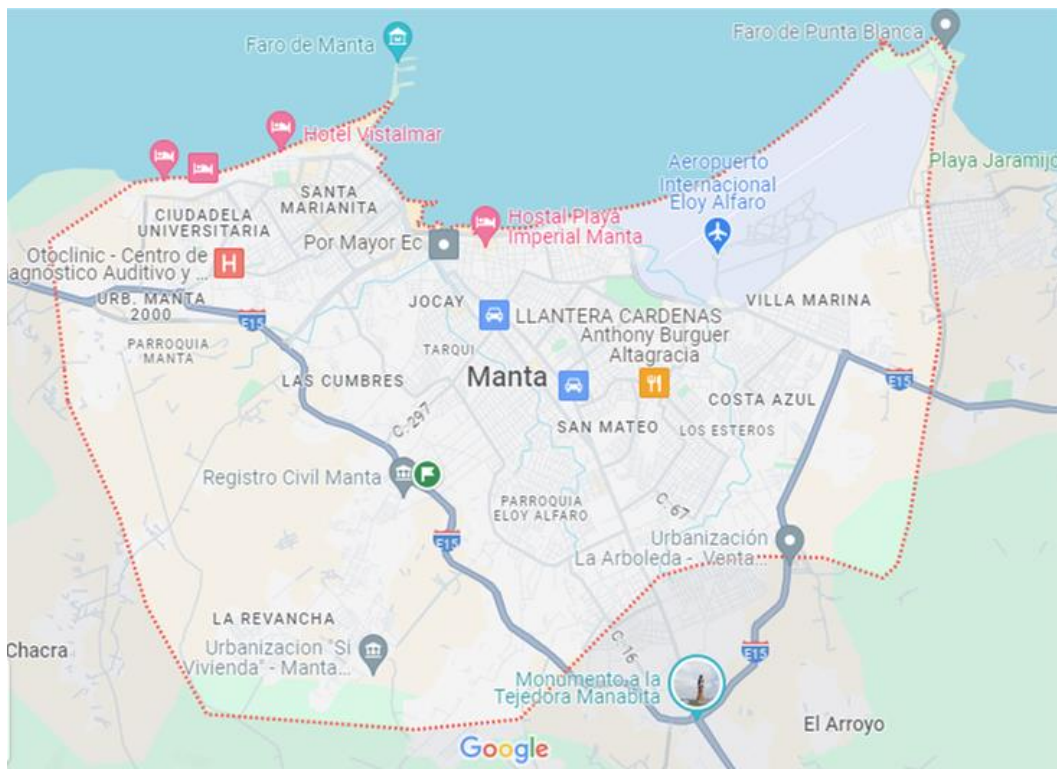 Faro de Manta
Faro de Punta Blanca
Hotel Vistalmar
Aeropuerto
Internacional
Eloy Alfaro
Playa Jaramijo
SANTA
MARIANITA
CIUDADELA
UNIVERSITARIA
Hostal Playa
Imperial Manta
Por Mayor Ec
Otoclinic - Centro de
agnóstico Auditivo y ...
H
URB. MANTA
2000
JOCAY
VILLA MARINA
LLANTERA CARDENAS
E15
PARROQUIA
MANTA
TARQUI
Anthony Burguer
Altagracia
Manta
LAS CUMBRES
E15
COSTA AZUL
C. 297
SAN MATEO
LOS ESTEROS
Registro Civil Manta
PARROQUIA
ELOY ALFARO
C. 67
E15
Urbanización
La Arboleda - Venta...
LA REVANCHA
Urbanizacion "Si
Vivienda" - Manta...
Chacra
C. 16
E15
Monumento a la
Tejedora Manabita
El Arroyo
Google